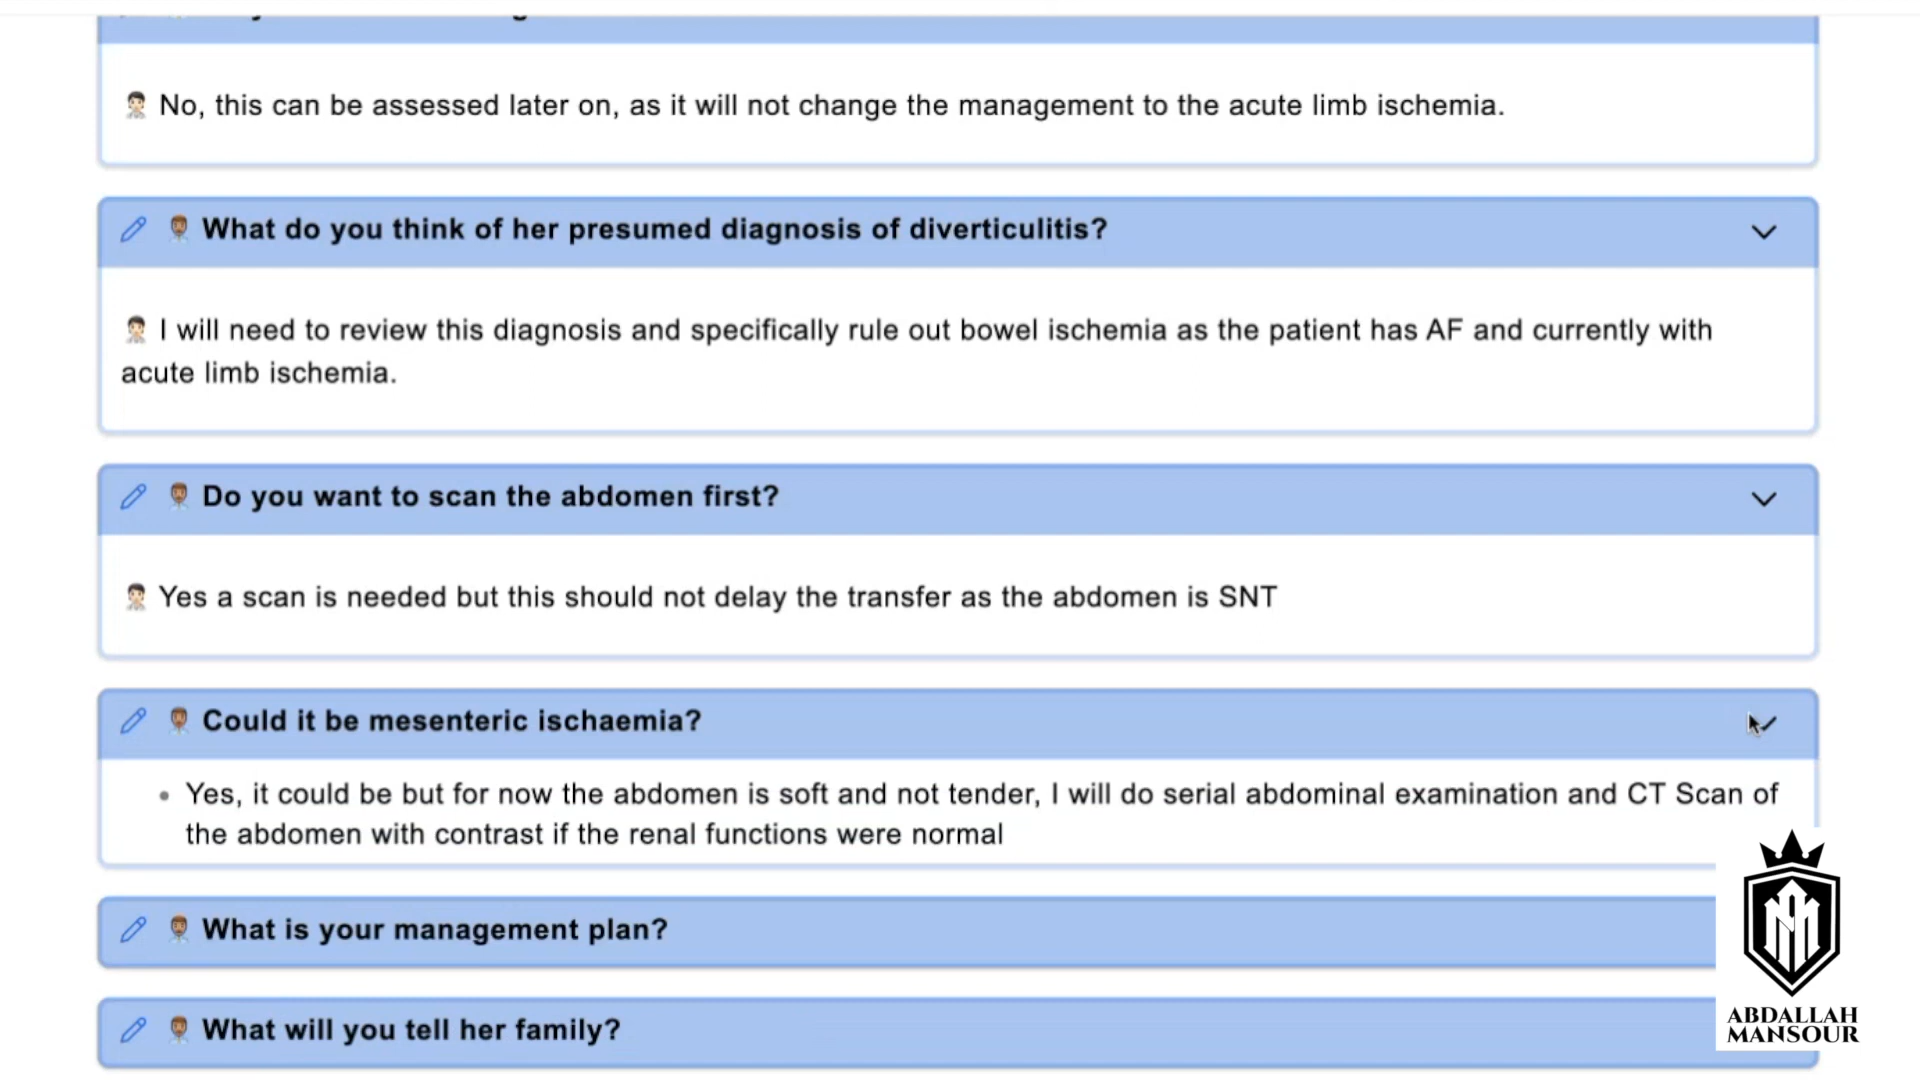 No, this can be assessed later on, as it will not change the management to the acute limb ischemia.
What do you think of her presumed diagnosis of diverticulitis?
I will need to review this diagnosis and specifically rule out bowel ischemia as the patient has AF and currently with
acute limb ischemia.
Do you want to scan the abdomen first?
Yes a scan is needed but this should not delay the transfer as the abdomen is SNT
Could it be mesenteric ischaemia?
Yes, it could be but for now the abdomen is soft and not tender, I will do serial abdominal examination and CT Scan of
the abdomen with contrast if the renal functions were normal
What is your management plan?
What will you tell her family?
ABDALLAH
MANSOUR